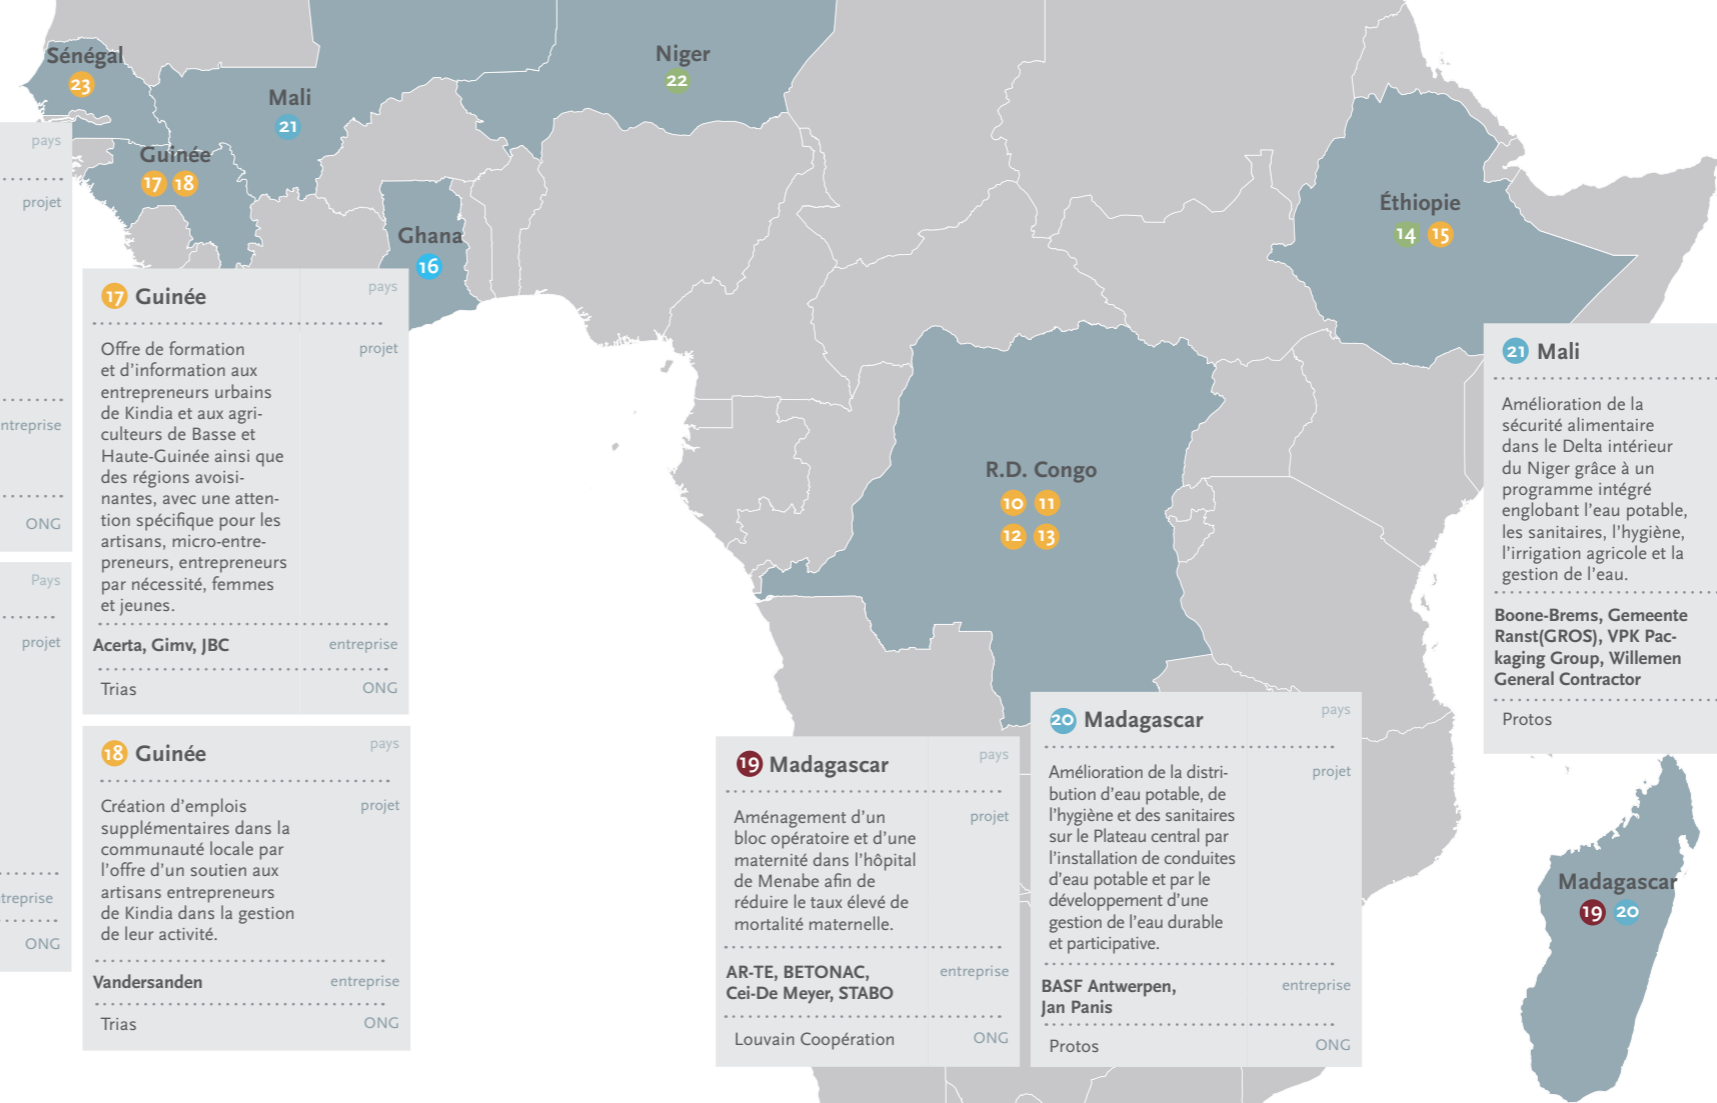 Sénégal
23
Mali
21
Niger
22
Guinée
17 18
Ghana
16
Éthiopie
14 15
R.D. Congo
10 11
12 13
Madagascar
19 20
pays
projet
ntreprise
ONG
Pays
projet
treprise
ONG
17 Guinée pays
Offre de formation projet
et d'information aux
entrepreneurs urbains
de Kindia et aux agri-
culteurs de Basse et
Haute-Guinée ainsi que
des régions avoisi-
nantes, avec une atten-
tion spécifique pour les
artisans, micro-entre-
preneurs, entrepreneurs
par nécessité, femmes
et jeunes.
Acerta, Gimv, JBC entreprise
Trias ONG
18 Guinée pays
Création d'emplois projet
supplémentaires dans la
communauté locale par
l'offre d'un soutien aux
artisans entrepreneurs
de Kindia dans la gestion
de leur activité.
Vandersanden entreprise
Trias ONG
19 Madagascar pays
Aménagement d'un projet
bloc opératoire et d'une
maternité dans l'hôpital
de Menabe afin de
réduire le taux élevé de
mortalité maternelle.
AR-TE, BETONAC, entreprise
Cei-De Meyer, STABO
Louvain Coopération ONG
20 Madagascar pays
Amélioration de la distri- projet
bution d'eau potable, de
l'hygiène et des sanitaires
sur le Plateau central par
l'installation de conduites
d'eau potable et par le
développement d'une
gestion de l'eau durable
et participative.
BASF Antwerpen, entreprise
Jan Panis
Protos ONG
21 Mali
Amélioration de la
sécurité alimentaire
dans le Delta intérieur
du Niger grâce à un
programme intégré
englobant l'eau potable,
les sanitaires, l'hygiène,
l'irrigation agricole et la
gestion de l'eau.
Boone-Brems, Gemeente
Ranst(GROS), VPK Pac-
kaging Group, Willemen
General Contractor
Protos